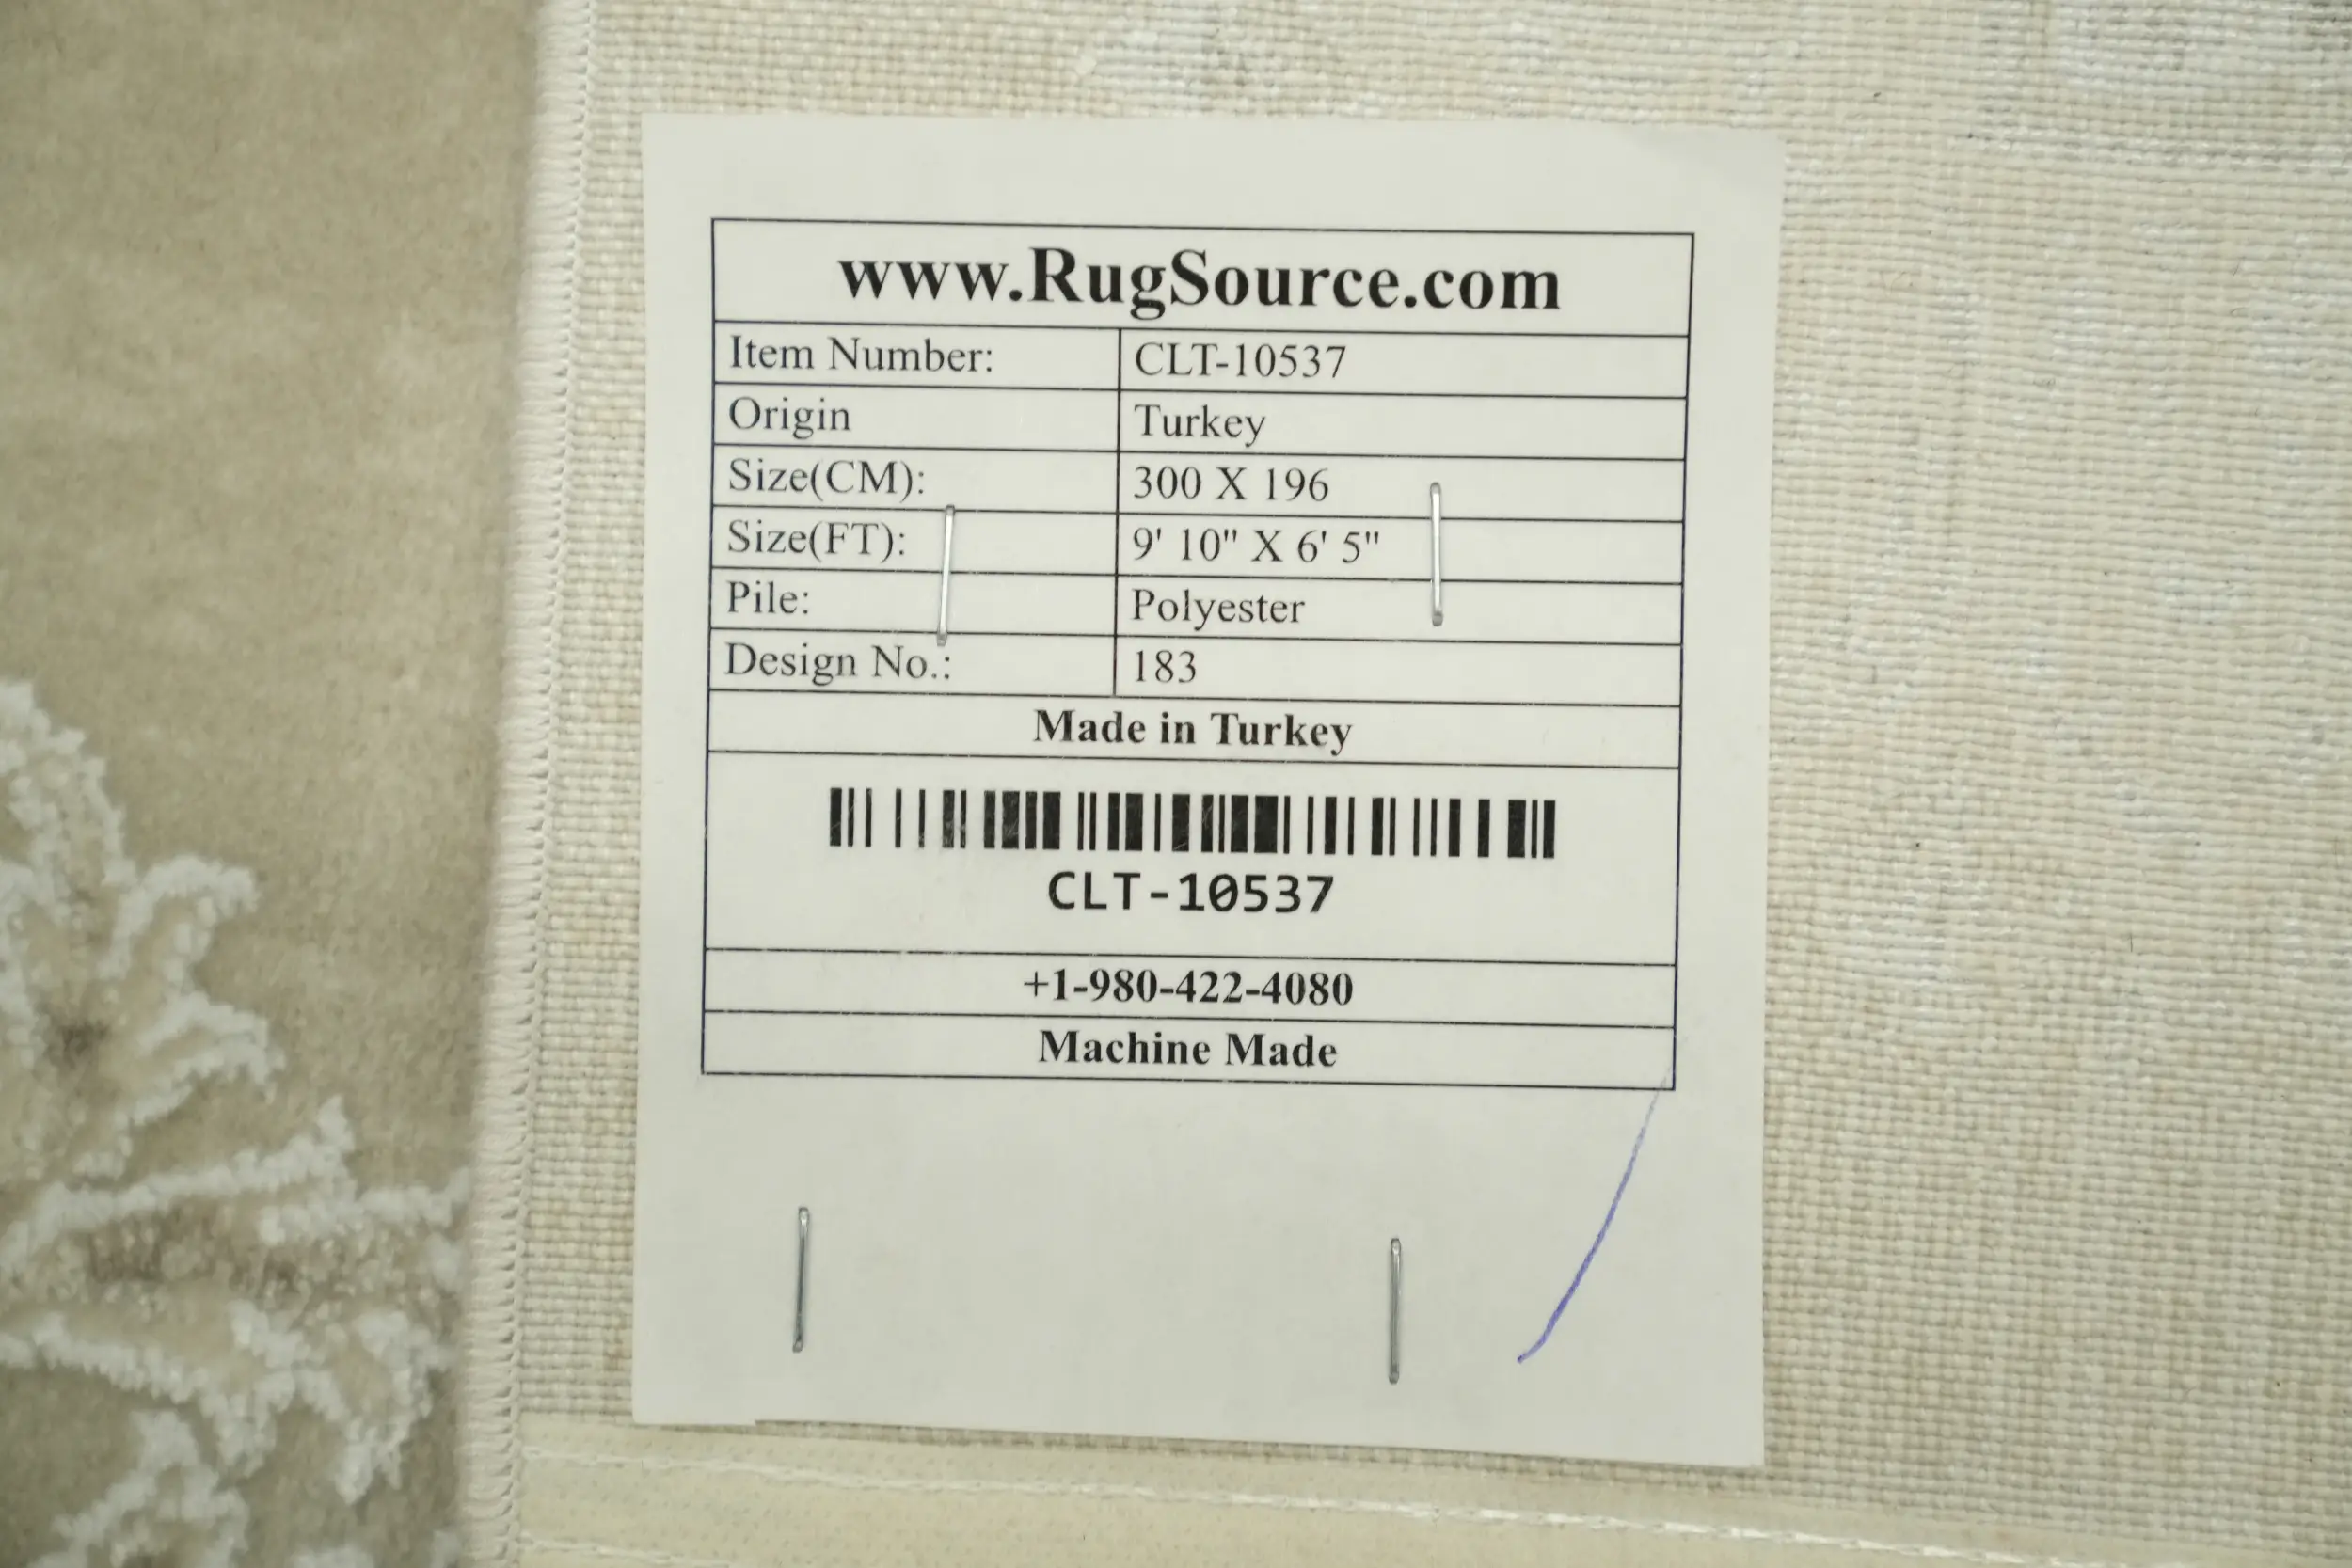 www.RugSource.com
Item Number: CLT-10537
Origin Turkey
Size(CM): 300 X 196
Size(FT): 9' 10" X 6' 5"
Pile: Polyester
Design No.: 183
Made in Turkey
CLT-10537
+1-980-422-4080
Machine Made